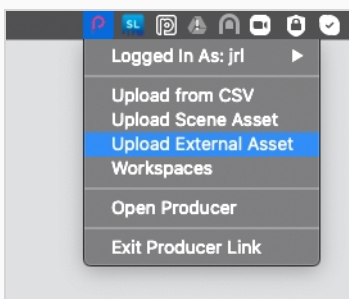 SL
Logged In As: jrl
Upload from CSV
Upload Scene Asset
Upload External Asset
Workspaces
Open Producer
Exit Producer Link